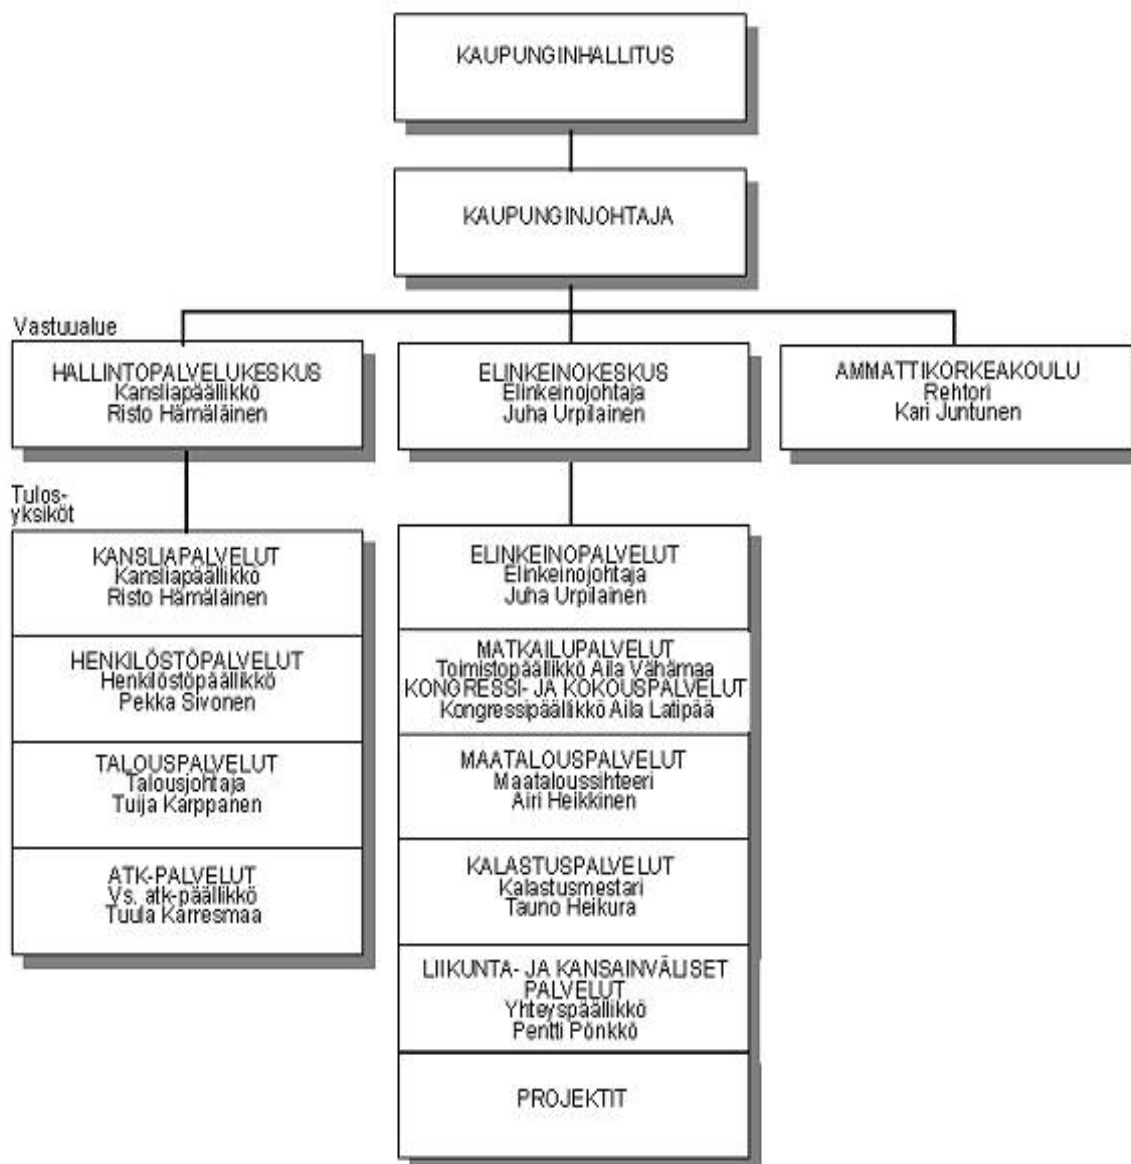 KAUPUNGINHALLITUS
KAUPUNGINJOHTAJA
Vastuualue
HALLINTOPALVELUKESKUS
Kansliapäällikkö
Risto Hämäläinen
ELINKEINOKESKUS
Elinkeinojohtaja
Juha Urpilainen
AMMATTIKORKEAKOULU
Rehtori
Kari Juntunen
Tulos-
yksiköt
KANSLIAPALVELUT
Kansliapäällikkö
Risto Hämäläinen
HENKILÖSTÖPALVELUT
Henkilöstöpäällikkö
Pekka Sivonen
TALOUSPALVELUT
Talousjohtaja
Tuija Karppanen
ATK-PALVELUT
Vs. atk-päällikkö
Tuula Karresmaa
ELINKEINOPALVELUT
Elinkeinojohtaja
Juha Urpilainen
MATKAILUPALVELUT
Toimistopäällikkö Aila Vähämaa
KONGRESSI- JA KOKOUSPALVELUT
Kongressipäällikkö Aila Latipää
MAATALOUSPALVELUT
Maataloussihteeri
Airi Heikkinen
KALASTUSPALVELUT
Kalastusmestari
Tauno Heikura
LIIKUNTA- JA KANSAINVÄLISET
PALVELUT
Yhteyspäällikkö
Pentti Pönkkö
PROJEKTIT